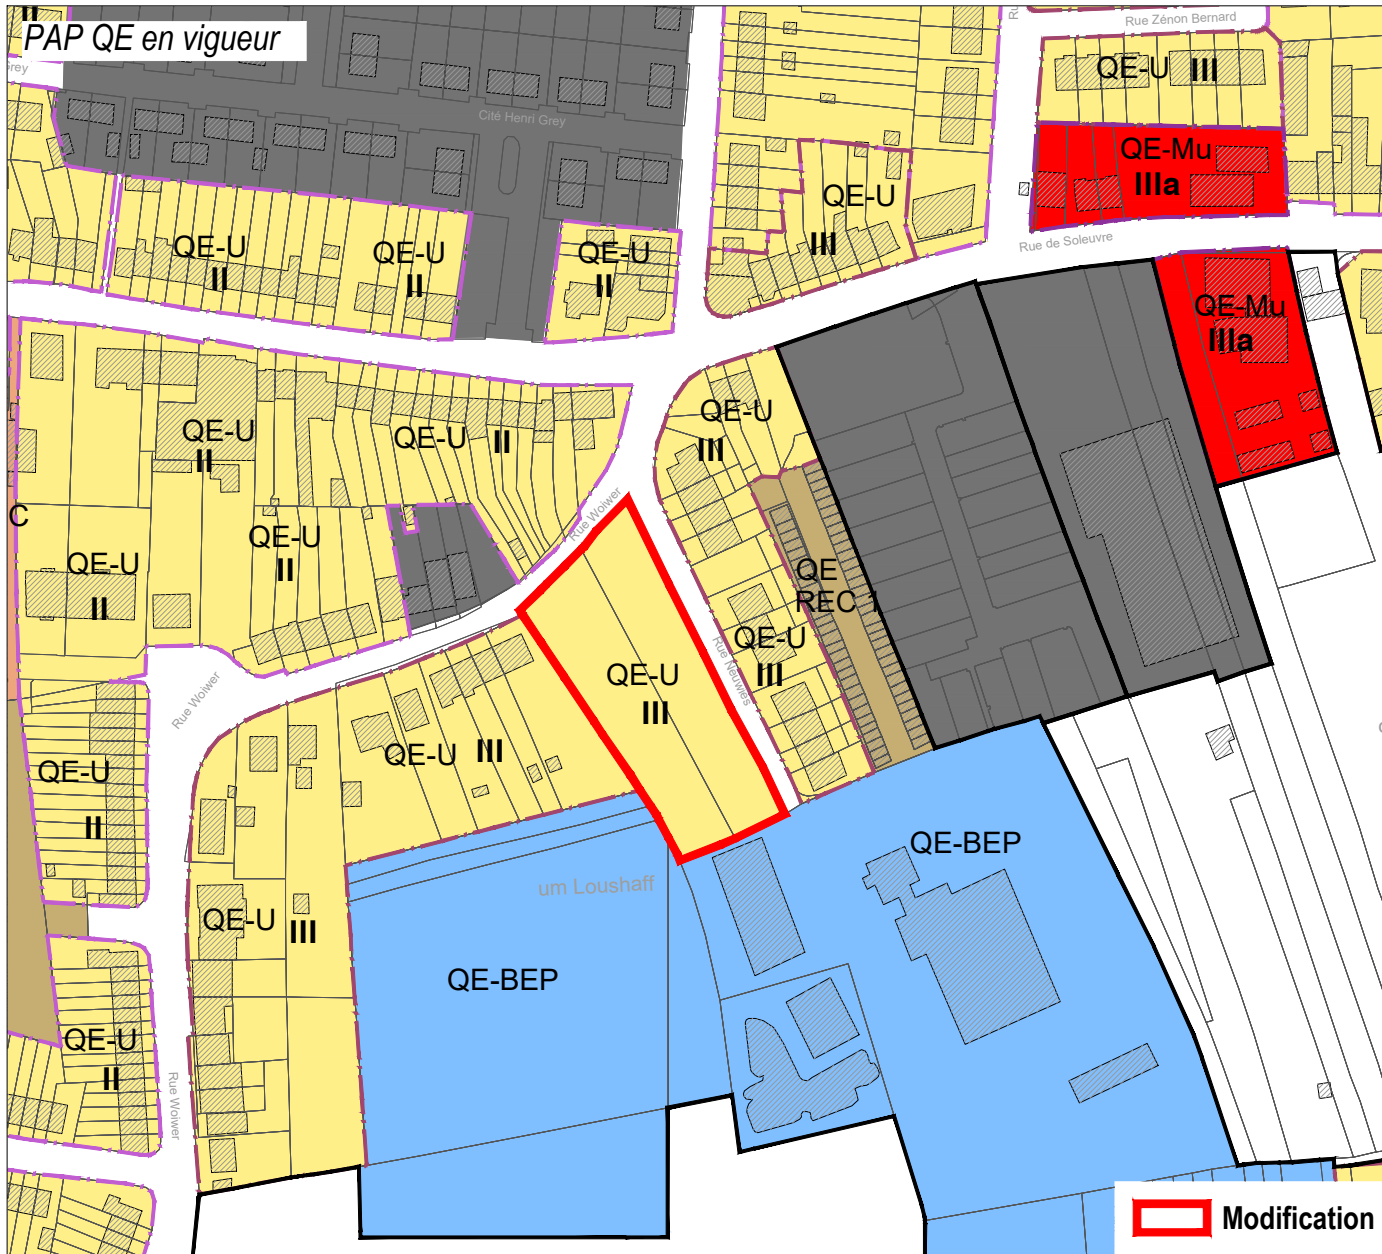 II
PAP QE en vigueur
Grey
Cité Henri Grey
Rue Zénon Bernard
QE-U III
QE-Mu
IIIa
QE-U
III
QE-U
II
QE-U
II
QE-U
II
Rue de Soleuvre
QE-Mu
IIIa
QE-U
III
QE-U
II
QE-U II
Rue Woiwer
C
QE-U
II
QE-U
II
QE
REC 1
QE-U
III
QE-U
III
Rue Neuwies
Rue Woiwer
QE-U III
QE-U
II
um Loushaff
QE-BEP
QE-U III
QE-BEP
QE-U
II
Rue Woiwer
Modification